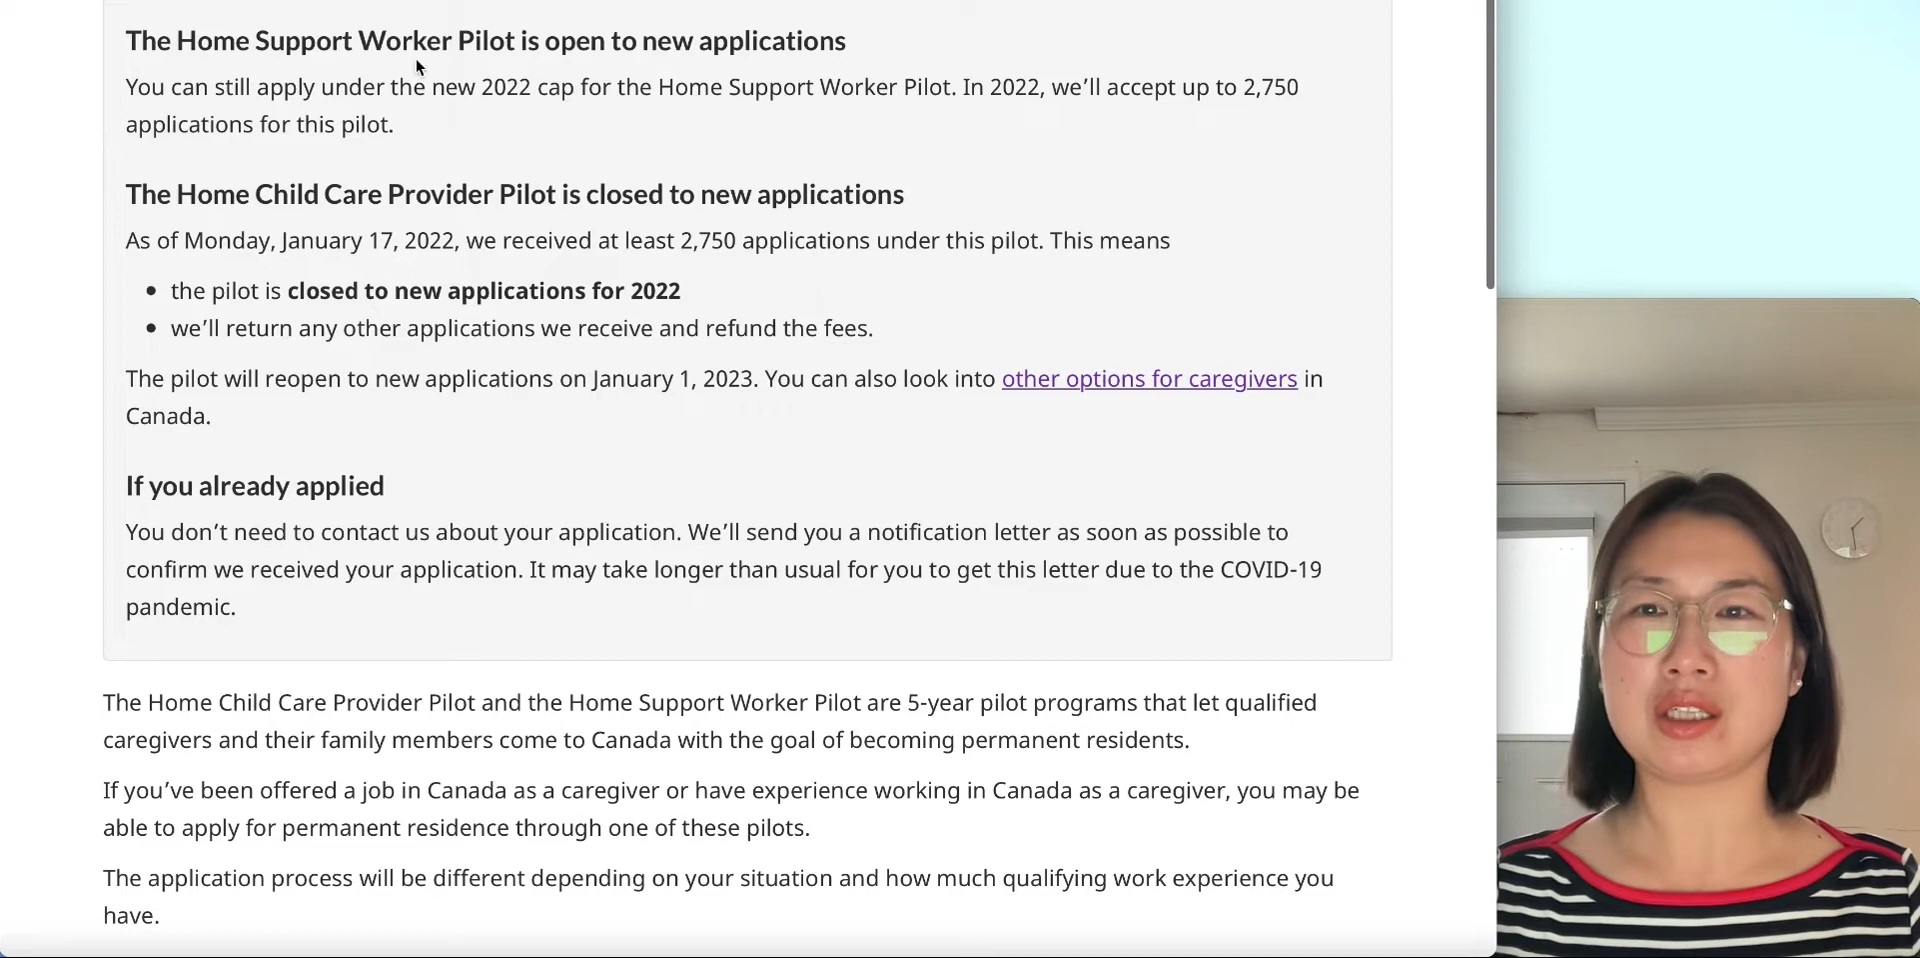 The Home Support Worker Pilot is open to new applications
You can still apply under the new 2022 cap for the Home Support Worker Pilot. In 2022, we’ll accept up to 2,750
applications for this pilot.
The Home Child Care Provider Pilot is closed to new applications
As of Monday, January 17, 2022, we received at least 2,750 applications under this pilot. This means
• the pilot is closed to new applications for 2022
• we’ll return any other applications we receive and refund the fees.
The pilot will reopen to new applications on January 1, 2023. You can also look into other options for caregivers in
Canada.
If you already applied
You don’t need to contact us about your application. We’ll send you a notification letter as soon as possible to
confirm we received your application. It may take longer than usual for you to get this letter due to the COVID-19
pandemic.
The Home Child Care Provider Pilot and the Home Support Worker Pilot are 5-year pilot programs that let qualified
caregivers and their family members come to Canada with the goal of becoming permanent residents.
If you’ve been offered a job in Canada as a caregiver or have experience working in Canada as a caregiver, you may be
able to apply for permanent residence through one of these pilots.
The application process will be different depending on your situation and how much qualifying work experience you
have.